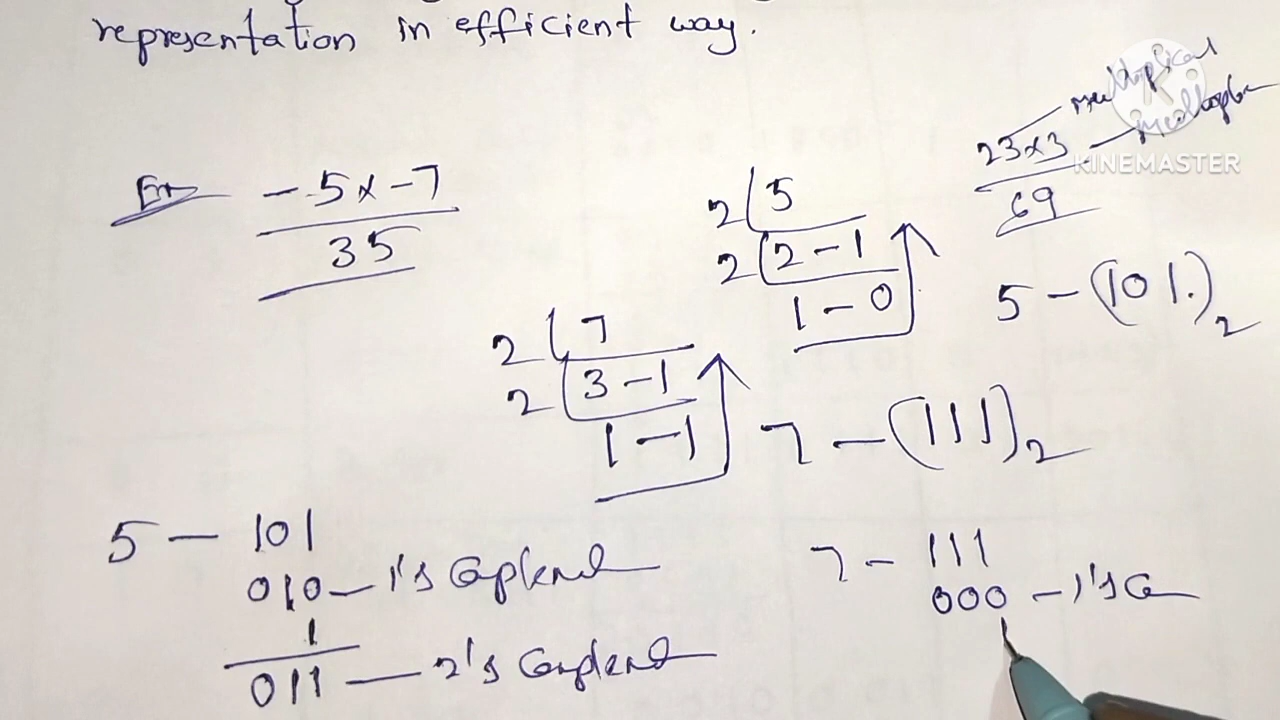 representation in efficient way.
23x3
69
KINEMASTER
Ex - 5 x - 7
35
2 5
2 2 - 1
1 - 0
5 - (101.)2
2 7
2 3 - 1
1 - 1
7 - (111)2
5 - 101
010 - 1's
1
011 - 2's
7 - 111
000 - 1's C
1